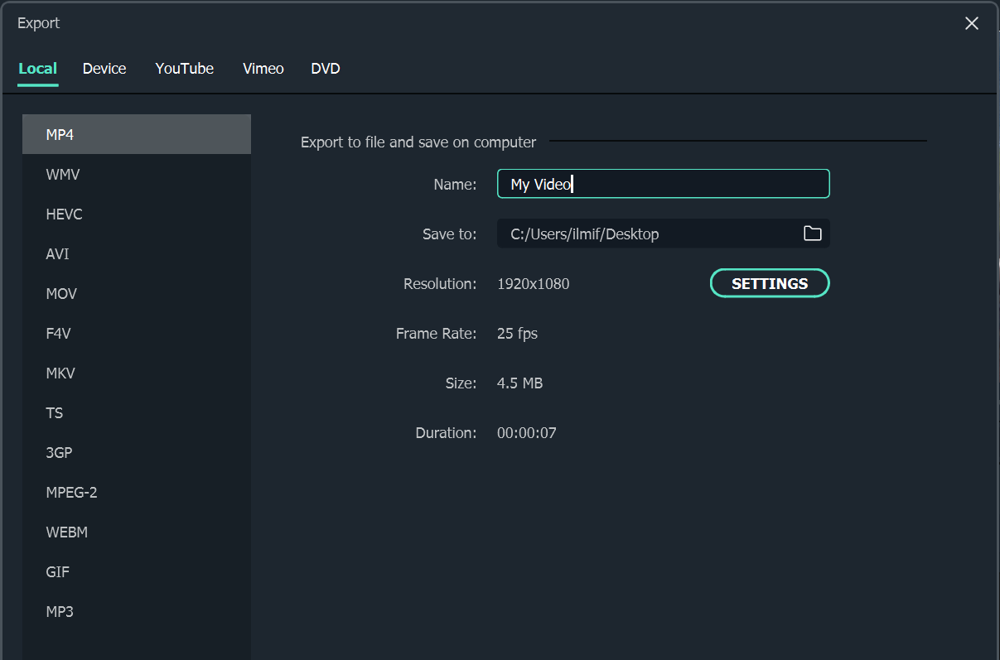 Export
Local Device YouTube Vimeo DVD
MP4
WMV
HEVC
AVI
MOV
F4V
MKV
TS
3GP
MPEG-2
WEBM
GIF
MP3
Export to file and save on computer
Name: My Video
Save to: C:/Users/ilmif/Desktop
Resolution: 1920x1080 SETTINGS
Frame Rate: 25 fps
Size: 4.5 MB
Duration: 00:00:07